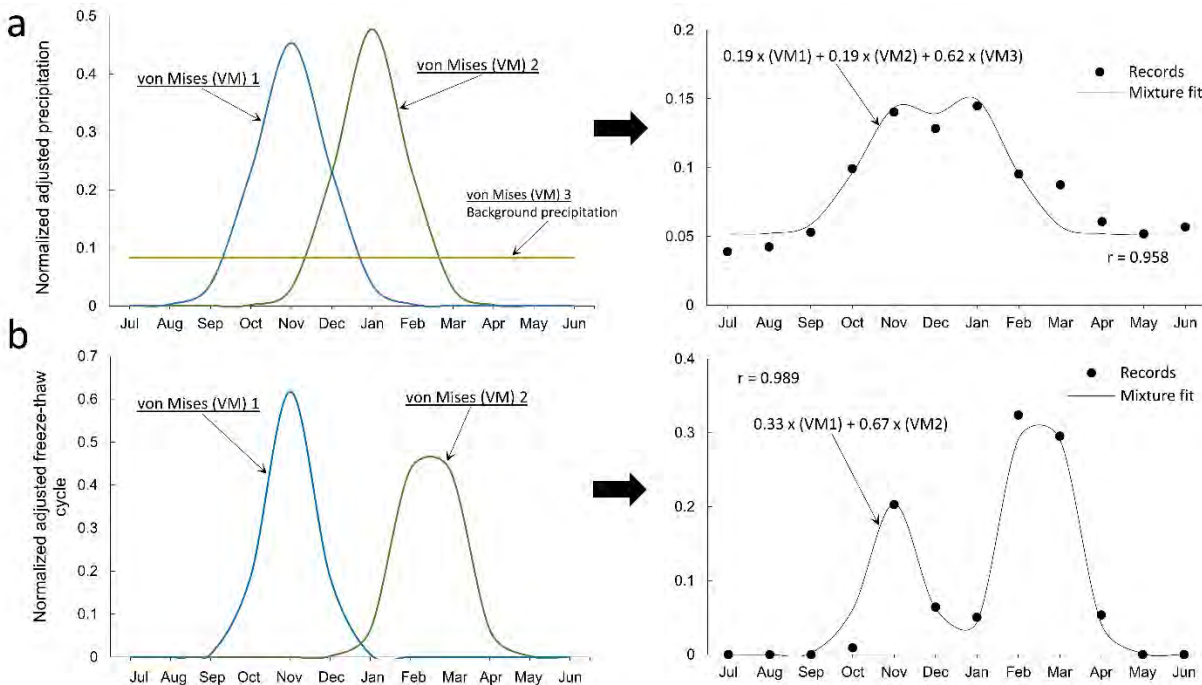 a
Normalized adjusted precipitation
0.5
0.4
0.3
0.2
0.1
0
von Mises (VM) 1
von Mises (VM) 2
von Mises (VM) 3
Background precipitation
Jul Aug Sep Oct Nov Dec Jan Feb Mar Apr May Jun
0.2
0.15
0.1
0.05
0
0.19 x (VM1) + 0.19 x (VM2) + 0.62 x (VM3)
Records
Mixture fit
r = 0.958
Jul Aug Sep Oct Nov Dec Jan Feb Mar Apr May Jun
b
Normalized adjusted freeze-thaw
cycle
0.7
0.6
0.5
0.4
0.3
0.2
0.1
0
von Mises (VM) 1
von Mises (VM) 2
Jul Aug Sep Oct Nov Dec Jan Feb Mar Apr May Jun
0.4
0.3
0.2
0.1
0
r = 0.989
Records
Mixture fit
0.33 x (VM1) + 0.67 x (VM2)
Jul Aug Sep Oct Nov Dec Jan Feb Mar Apr May Jun